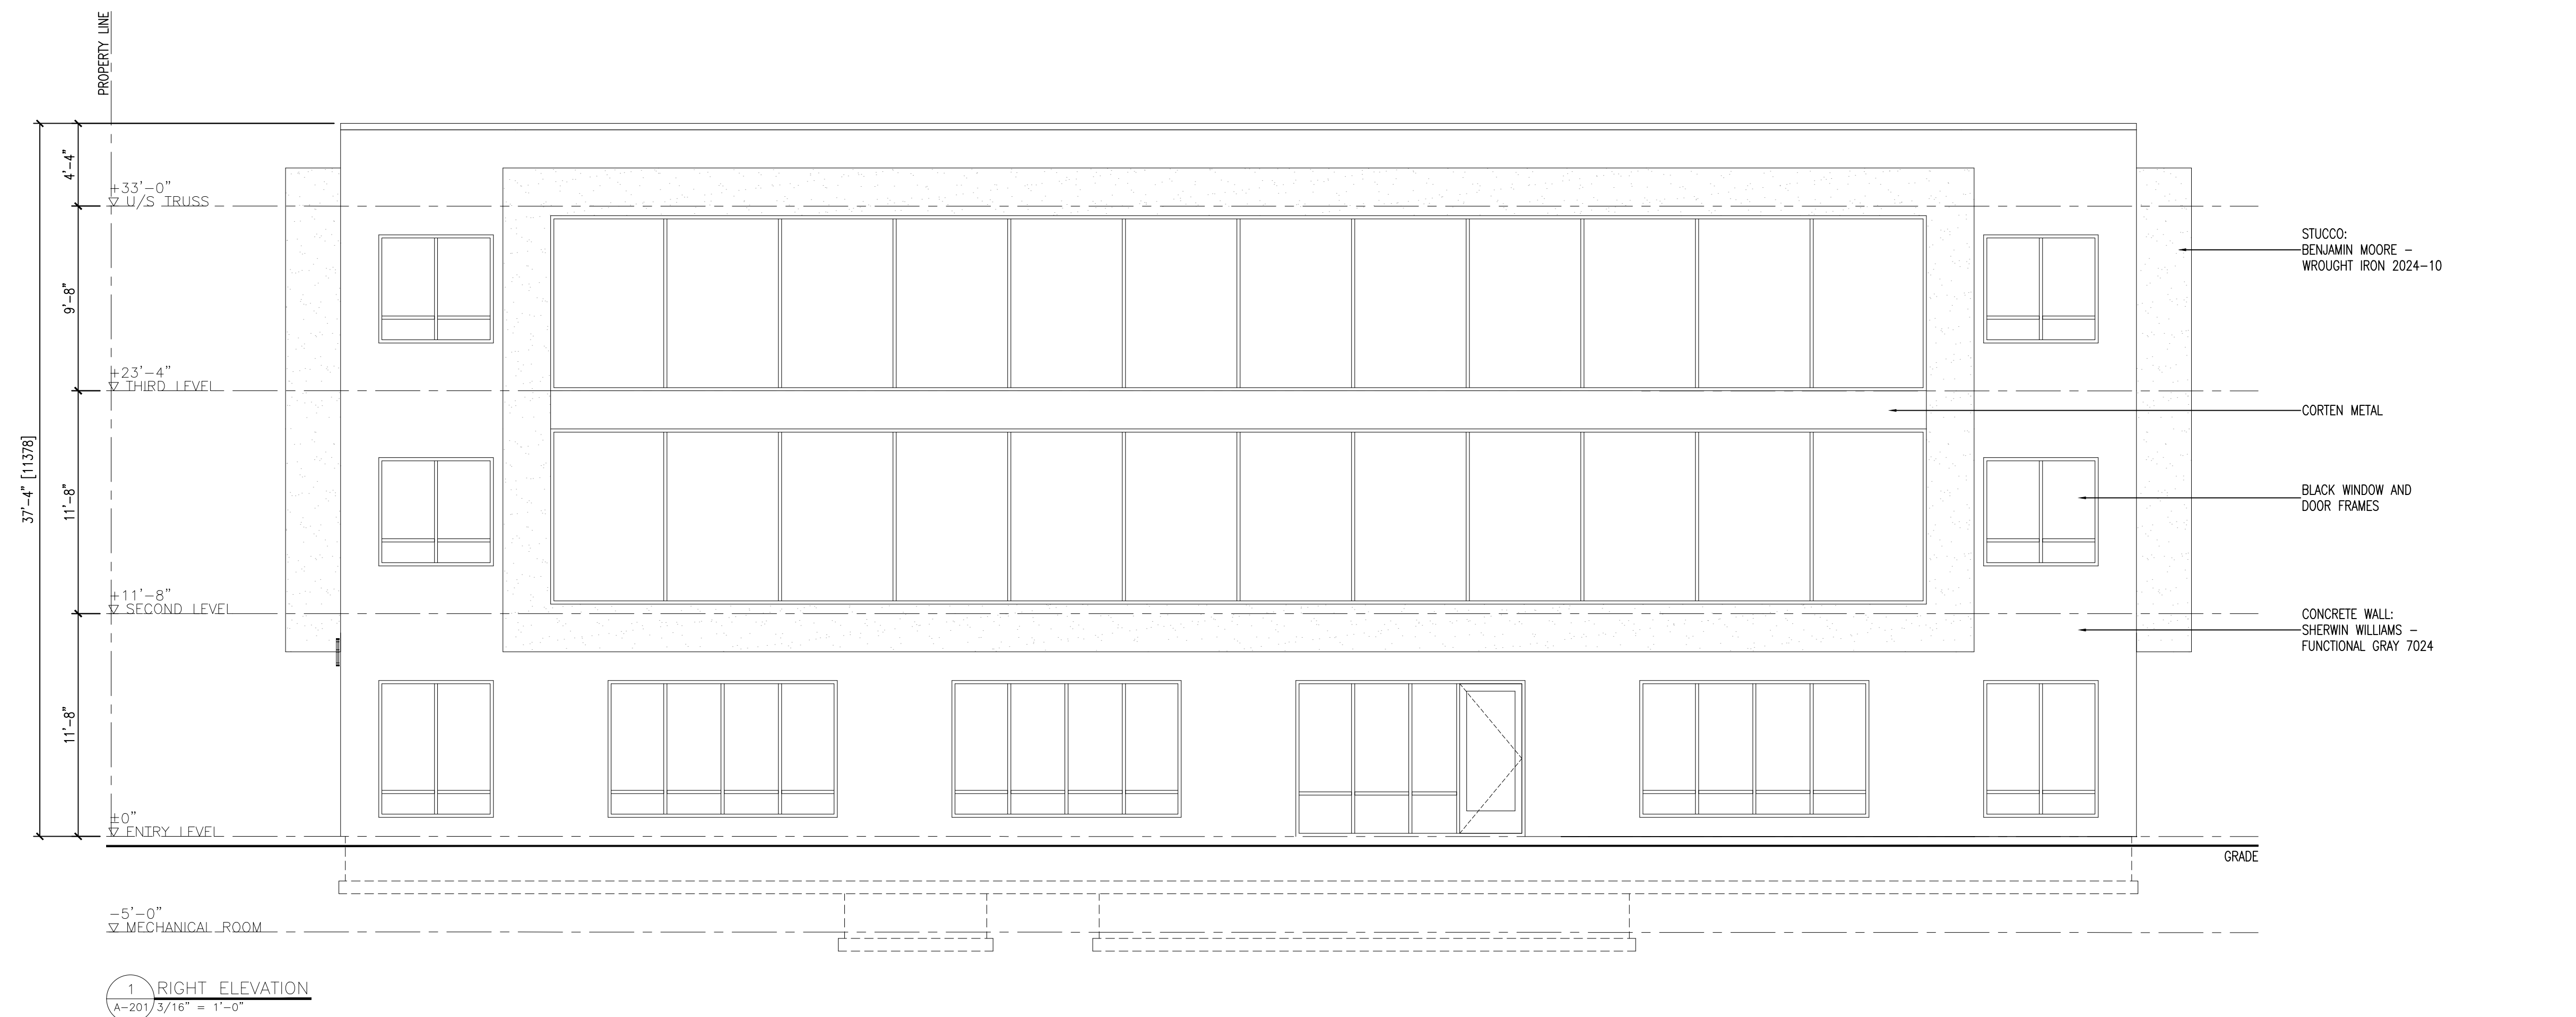 PROPERTY LINE
4'-4"
9'-8"
11'-8"
11'-8"
37'-4" [11378]
+33'-0"
U/S TRUSS
+23'-4"
THIRD LEVEL
+11'-8"
SECOND LEVEL
±0"
ENTRY LEVEL
-5'-0"
MECHANICAL ROOM
STUCCO:
BENJAMIN MOORE -
WROUGHT IRON 2024-10
CORTEN METAL
BLACK WINDOW AND
DOOR FRAMES
CONCRETE WALL:
SHERWIN WILLIAMS -
FUNCTIONAL GRAY 7024
GRADE
1
RIGHT ELEVATION
A-201
3/16" = 1'-0"